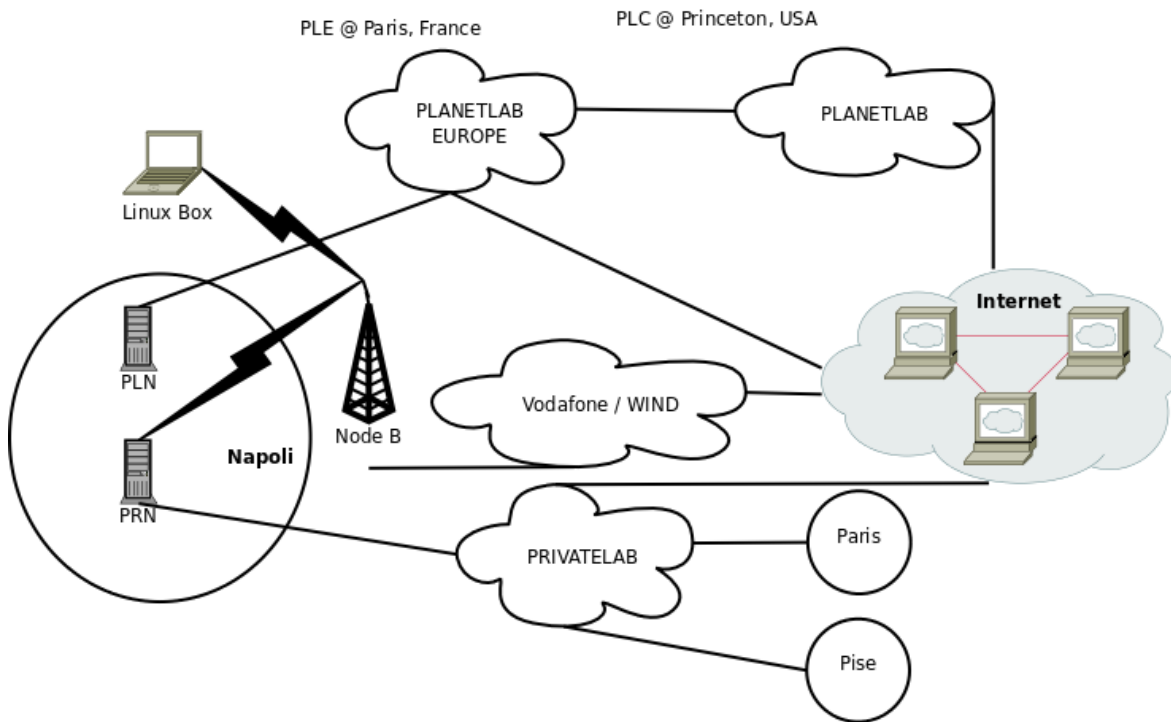 PLE @ Paris, France
PLC @ Princeton, USA
PLANETLAB
EUROPE
PLANETLAB
Linux Box
Internet
PLN
Vodafone / WIND
Node B
Napoli
PRN
Paris
PRIVATELAB
Pise